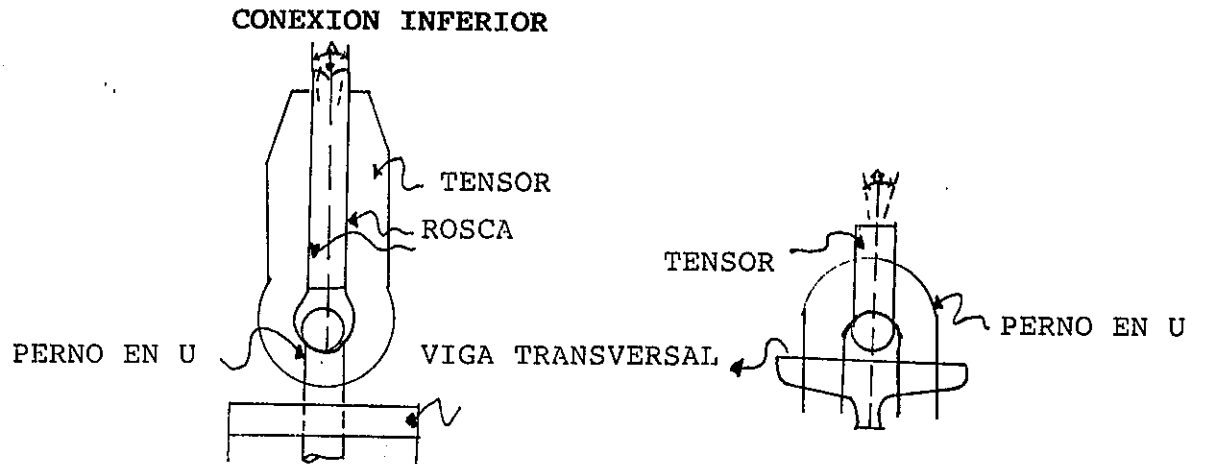 CONEXION INFERIOR
TENSOR
ROSCA
PERNO EN U
VIGA TRANSVERSAL
TENSOR
PERNO EN U